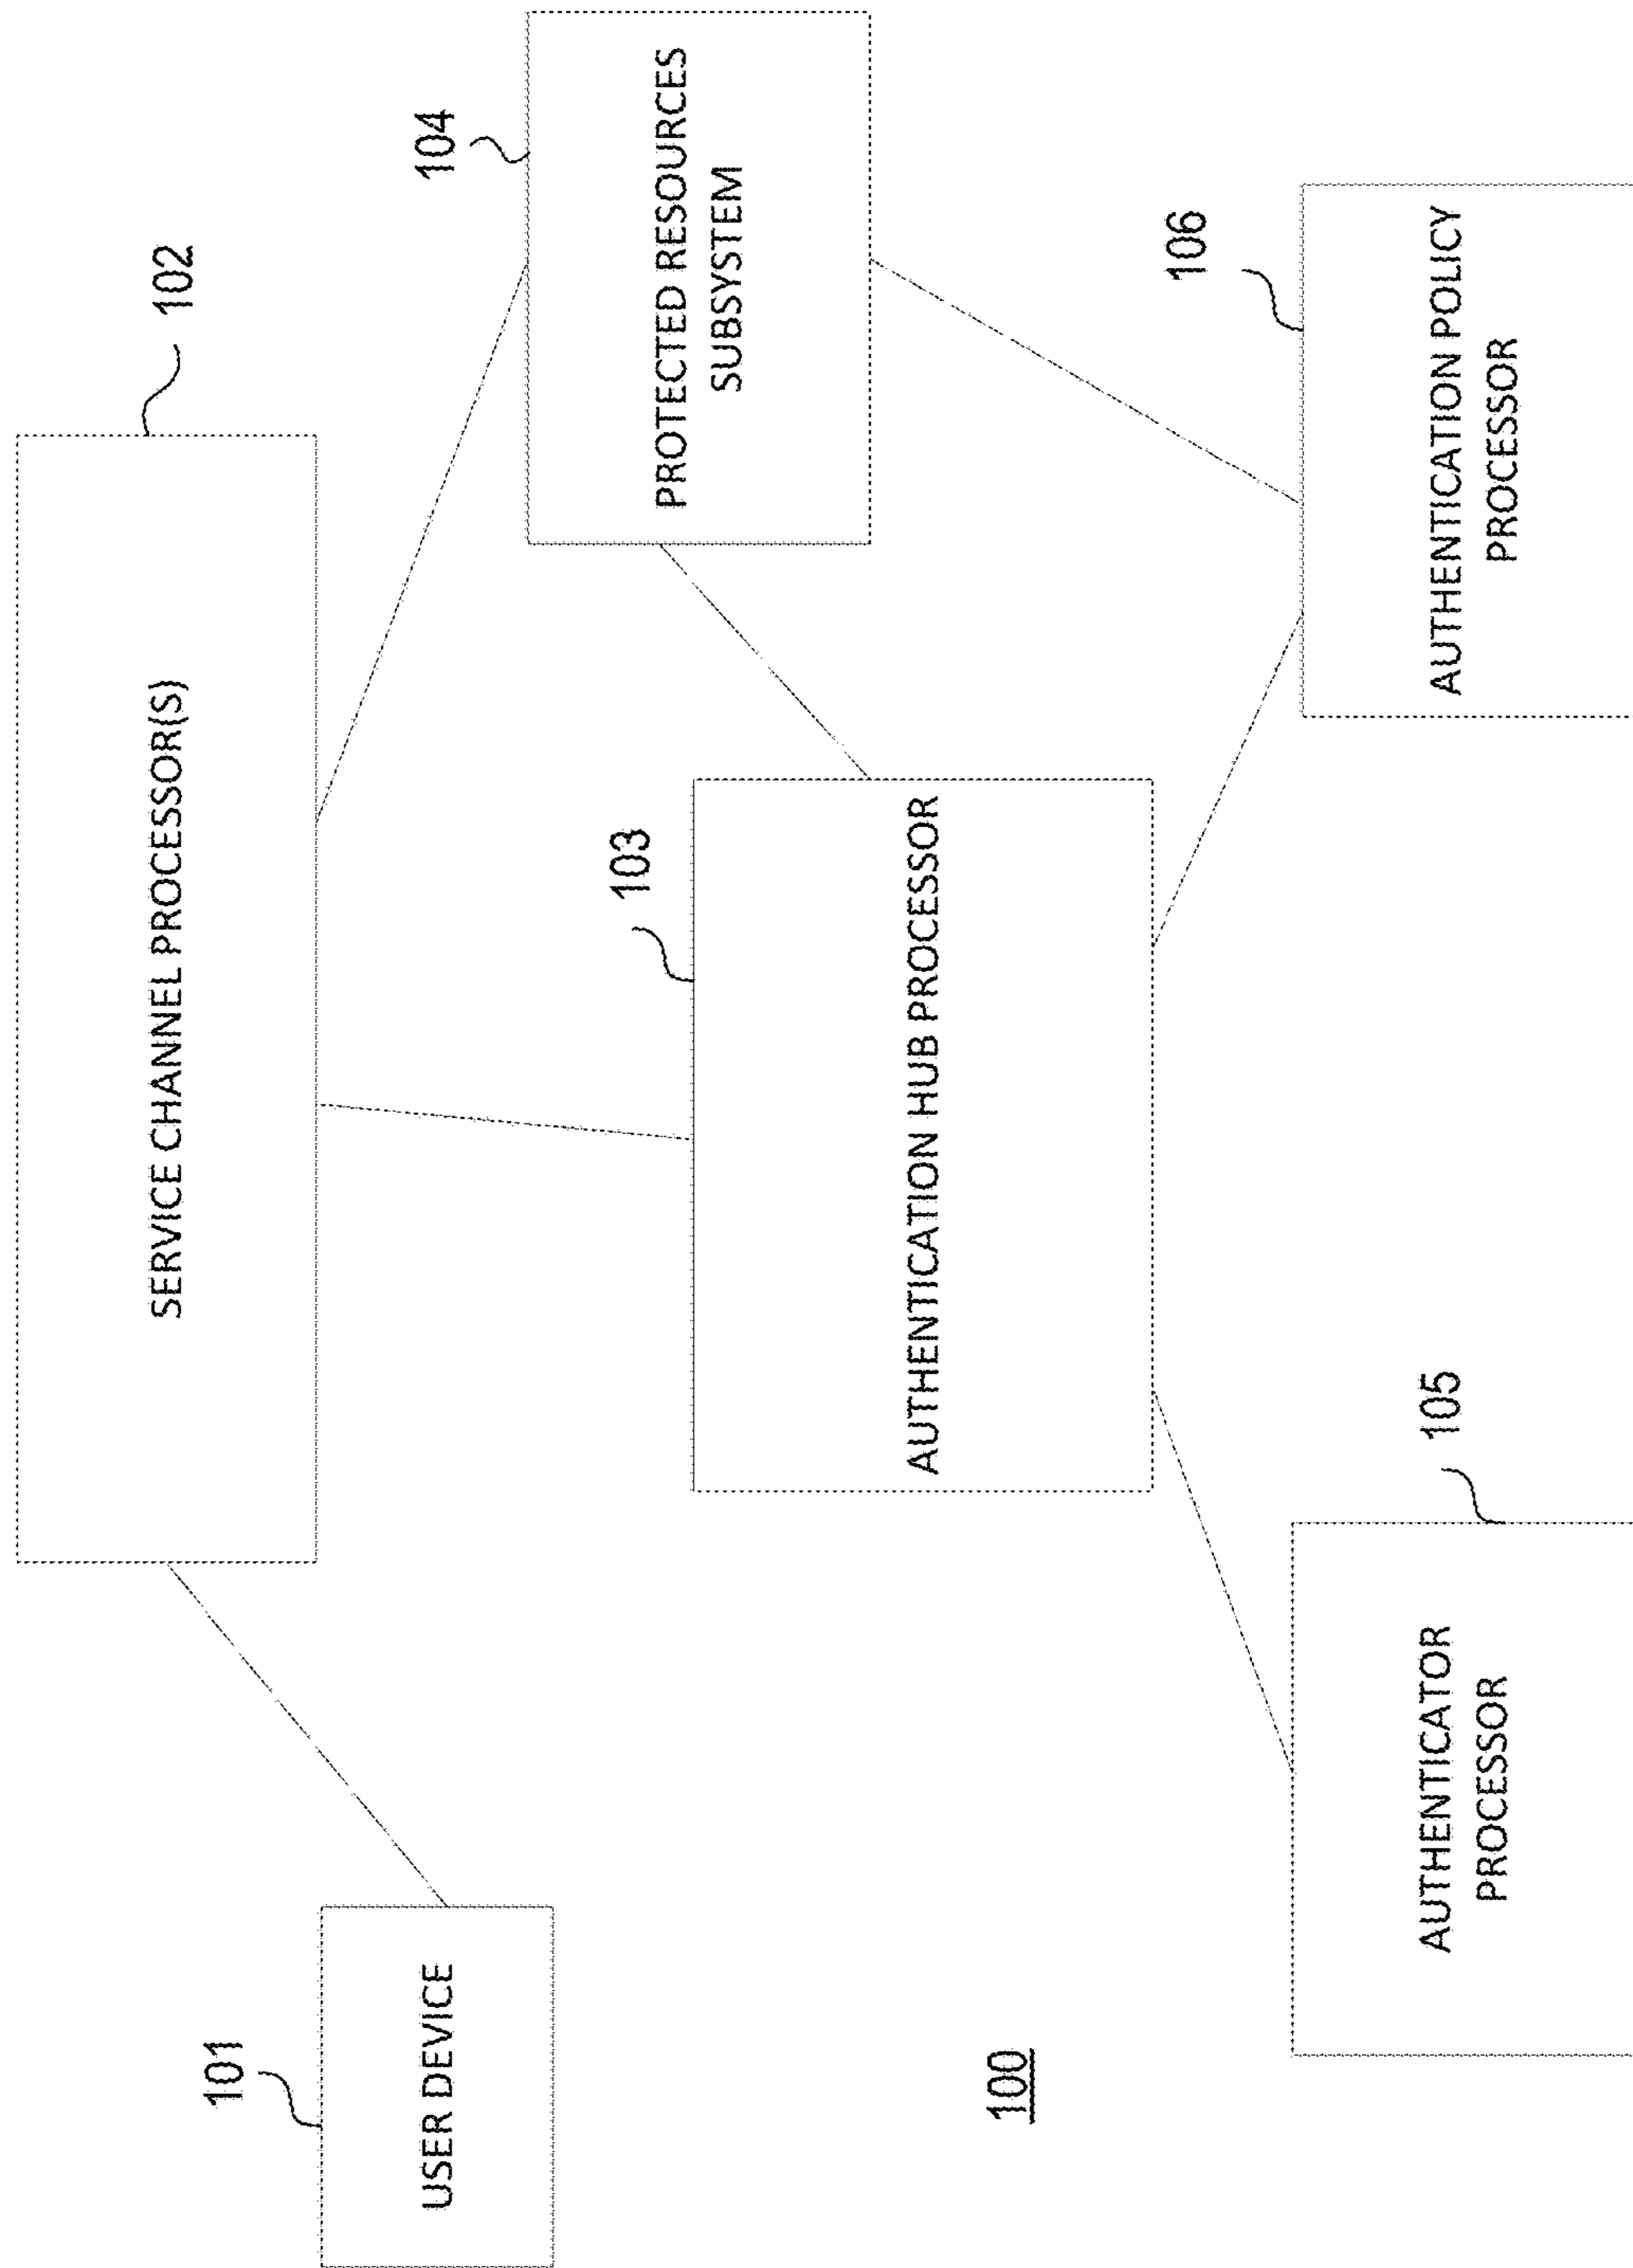 102
SERVICE CHANNEL PROCESSOR(S)
101
USER DEVICE
104
PROTECTED RESOURCES
SUBSYSTEM
103
AUTHENTICATION HUB PROCESSOR
100
105
AUTHENTICATOR
PROCESSOR
106
AUTHENTICATION POLICY
PROCESSOR